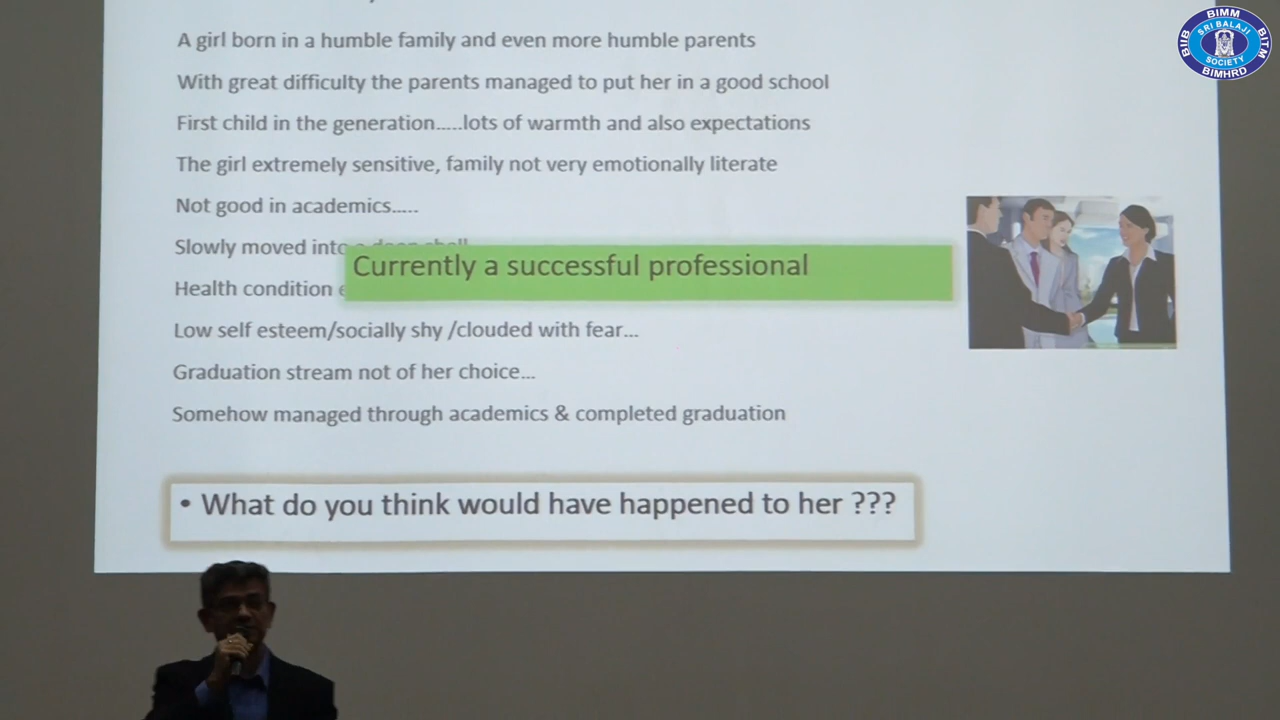 BIMM
SRI BALAJI
BIIB
BITM
SOCIETY
BIMHRD
A girl born in a humble family and even more humble parents
With great difficulty the parents managed to put her in a good school
First child in the generation.....lots of warmth and also expectations
The girl extremely sensitive, family not very emotionally literate
Not good in academics.....
Slowly moved into
Currently a successful professional
Health condition
Low self esteem/socially shy /clouded with fear...
Graduation stream not of her choice...
Somehow managed through academics & completed graduation
• What do you think would have happened to her ???